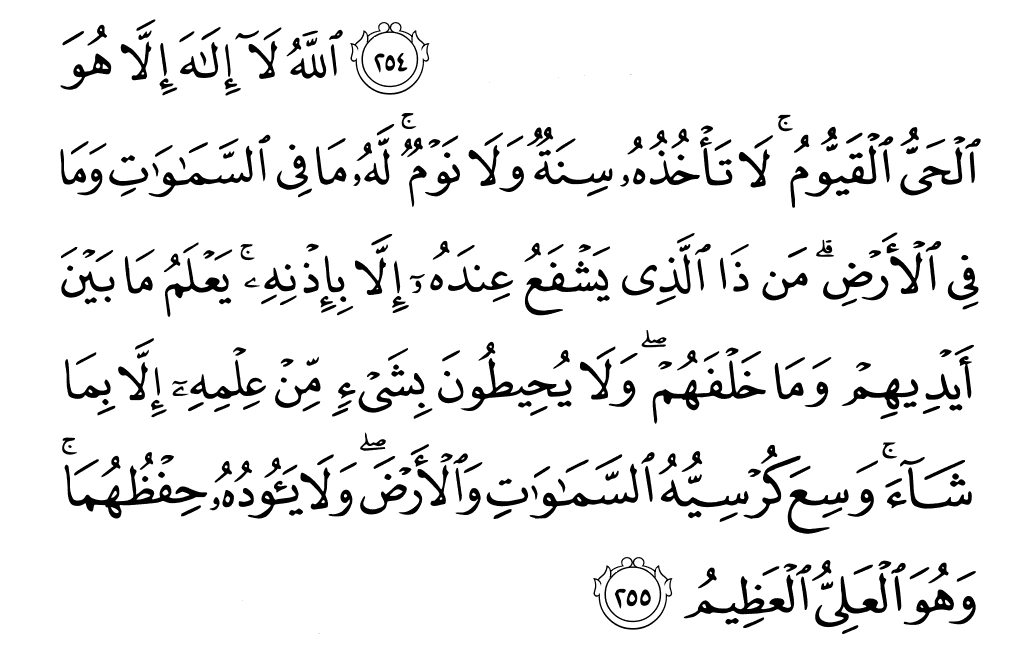 ٢٥٤ ٱللَّهُ لَآ إِلَـٰهَ إِلَّا هُوَ
ٱلْحَىُّ ٱلْقَيُّومُ ۚ لَا تَأْخُذُهُۥ سِنَةٌۭ وَلَا نَوْمٌۭ ۚ لَّهُۥ مَا فِى ٱلسَّمَـٰوَٰتِ وَمَا
فِى ٱلْأَرْضِ ۗ مَن ذَا ٱلَّذِى يَشْفَعُ عِندَهُۥٓ إِلَّا بِإِذْنِهِۦ ۚ يَعْلَمُ مَا بَيْنَ
أَيْدِيهِمْ وَمَا خَلْفَهُمْ ۖ وَلَا يُحِيطُونَ بِشَىْءٍۢ مِّنْ عِلْمِهِۦٓ إِلَّا بِمَا
شَآءَ ۚ وَسِعَ كُرْسِيُّهُ ٱلسَّمَـٰوَٰتِ وَٱلْأَرْضَ ۖ وَلَا يَـُٔودُهُۥ حِفْظُهُمَا ۚ
وَهُوَ ٱلْعَلِىُّ ٱلْعَظِيمُ ٢٥٥